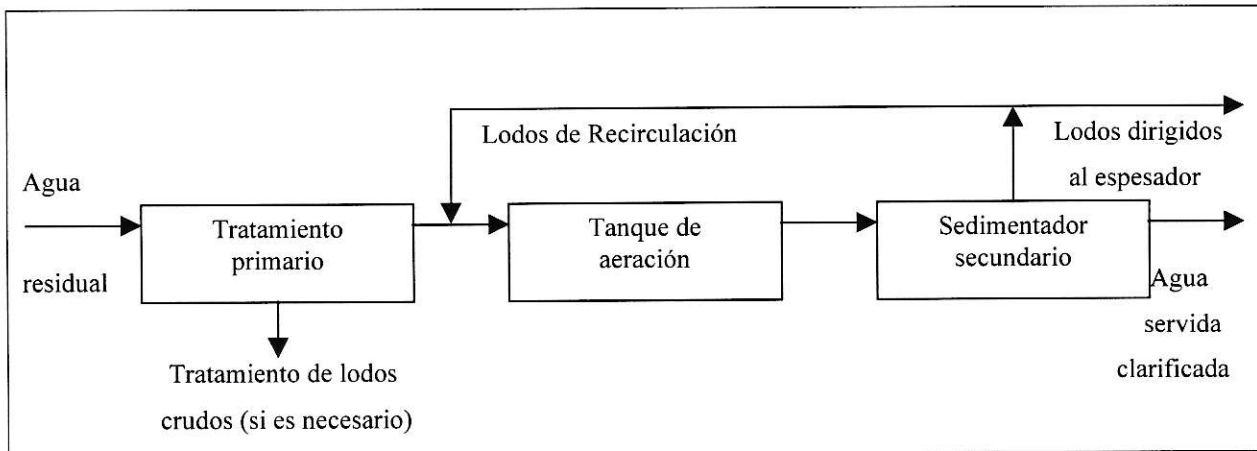 Lodos de Recirculación
Lodos dirigidos
al espesador
Agua
residual
Tratamiento
primario
Tanque de
aeración
Sedimentador
secundario
Agua
servida
clarificada
Tratamiento de lodos
crudos (si es necesario)